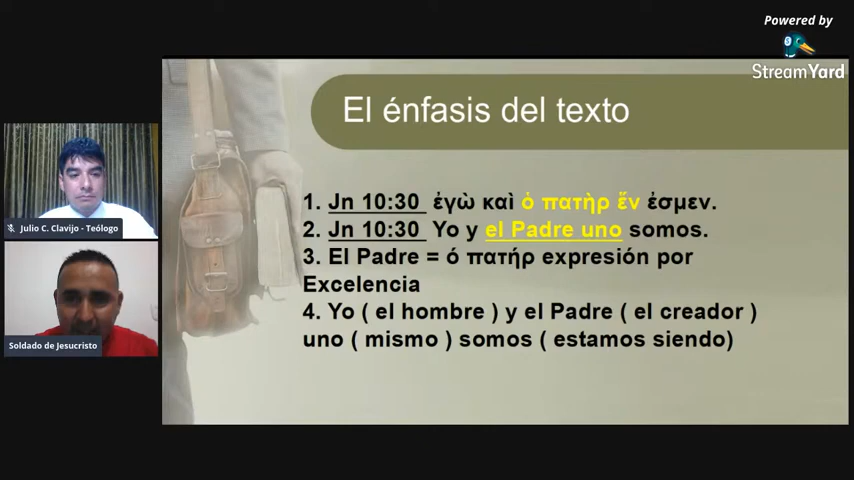 Powered by
StreamYard
El énfasis del texto
1. Jn 10:30 ἐγὼ καὶ ὁ πατὴρ ἕν ἐσμεν.
2. Jn 10:30 Yo y el Padre uno somos.
3. El Padre = ό πατήρ expresión por
Excelencia
4. Yo ( el hombre ) y el Padre ( el creador )
uno ( mismo ) somos ( estamos siendo)
Julio C. Clavijo - Teólogo
Soldado de Jesucristo